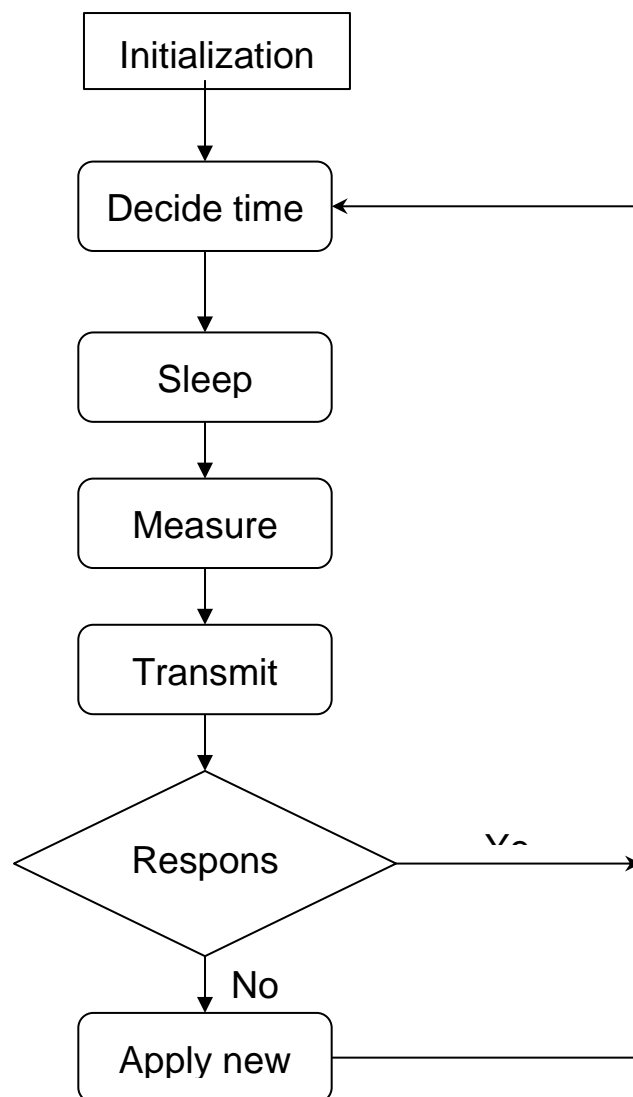 Initialization
Decide time
Sleep
Measure
Transmit
Respons
No
Apply new